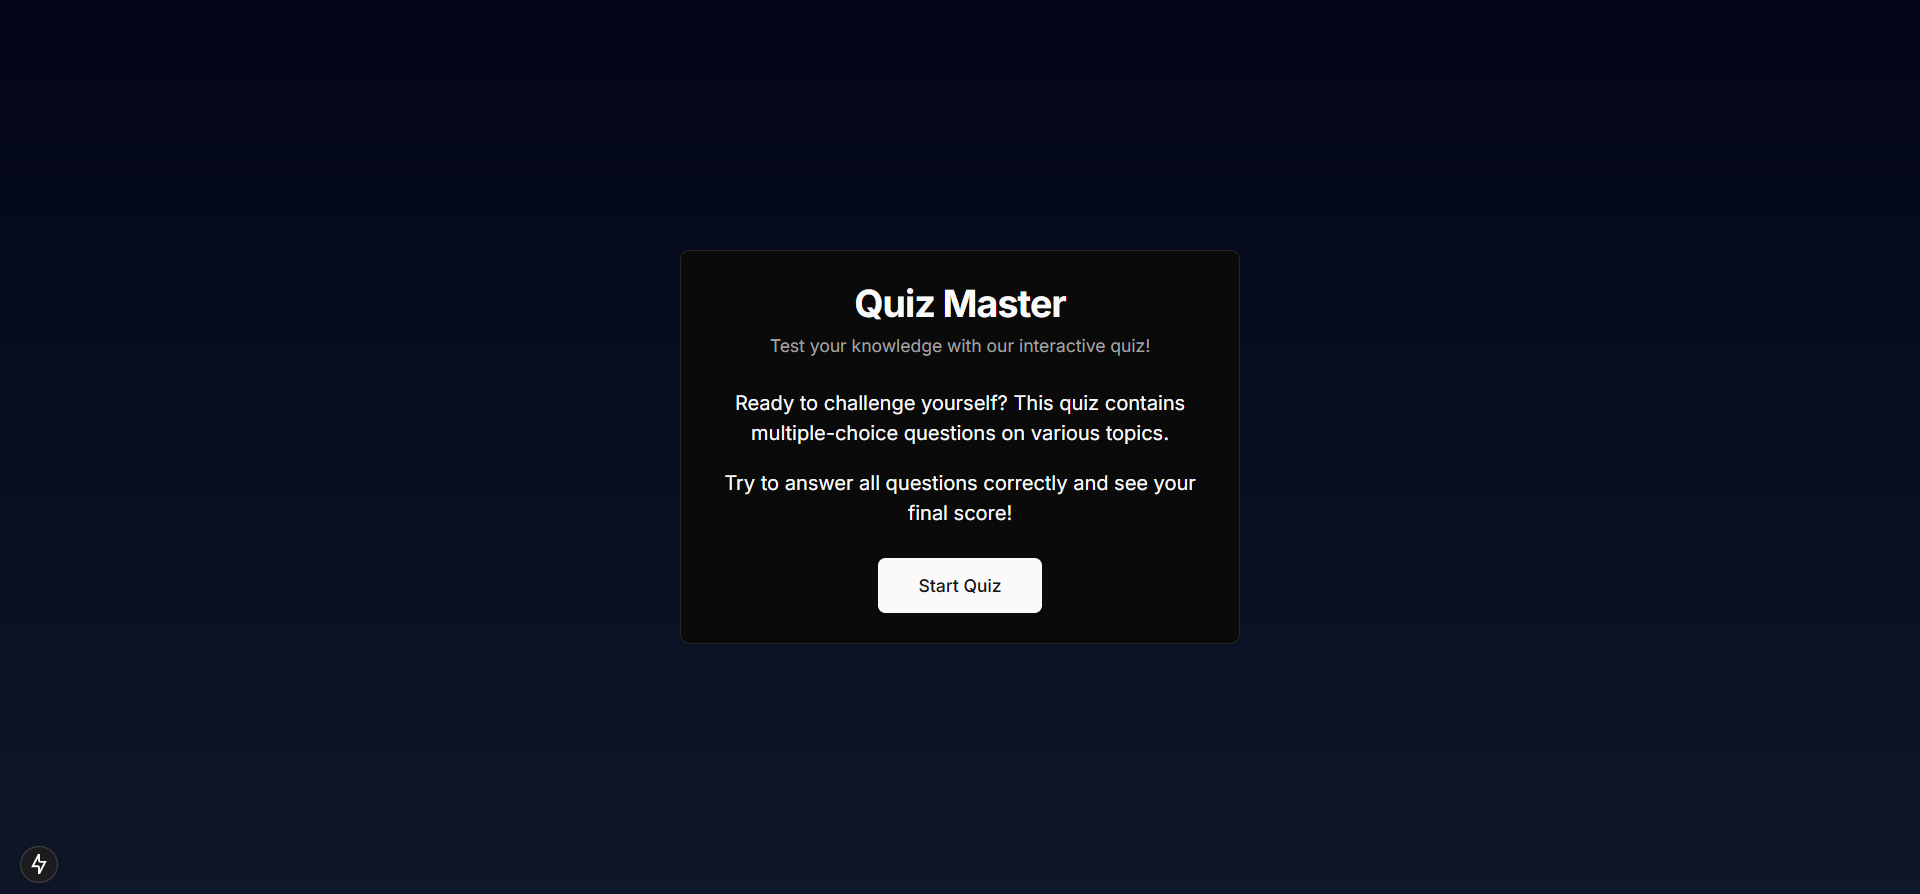 Quiz Master
Test your knowledge with our interactive quiz!
Ready to challenge yourself? This quiz contains
multiple-choice questions on various topics.
Try to answer all questions correctly and see your
final score!
Start Quiz